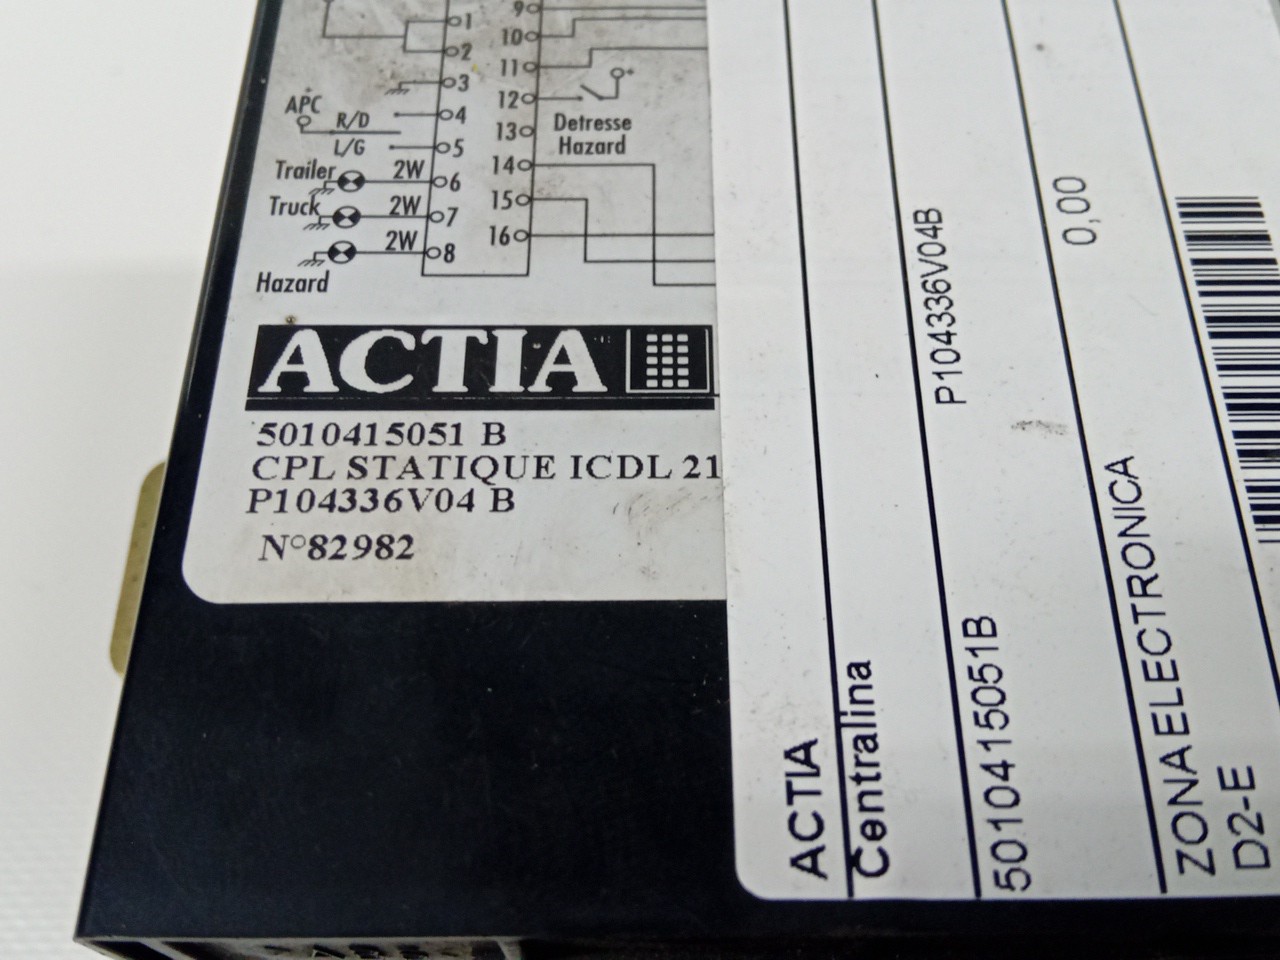 1
2
3
4
5
6
7
8
9
10
11
12
13
14
15
16
APC
R/D
L/G
Trailer 2W
Truck 2W
2W
Hazard
Detresse
Hazard
ACTIA
5010415051 B
CPL STATIQUE ICDL 21
P104336V04 B
N°82982
ACTIA
Centralina
P104336V04B
5010415051B
0,00
ZONA ELECTRONICA
D2-E